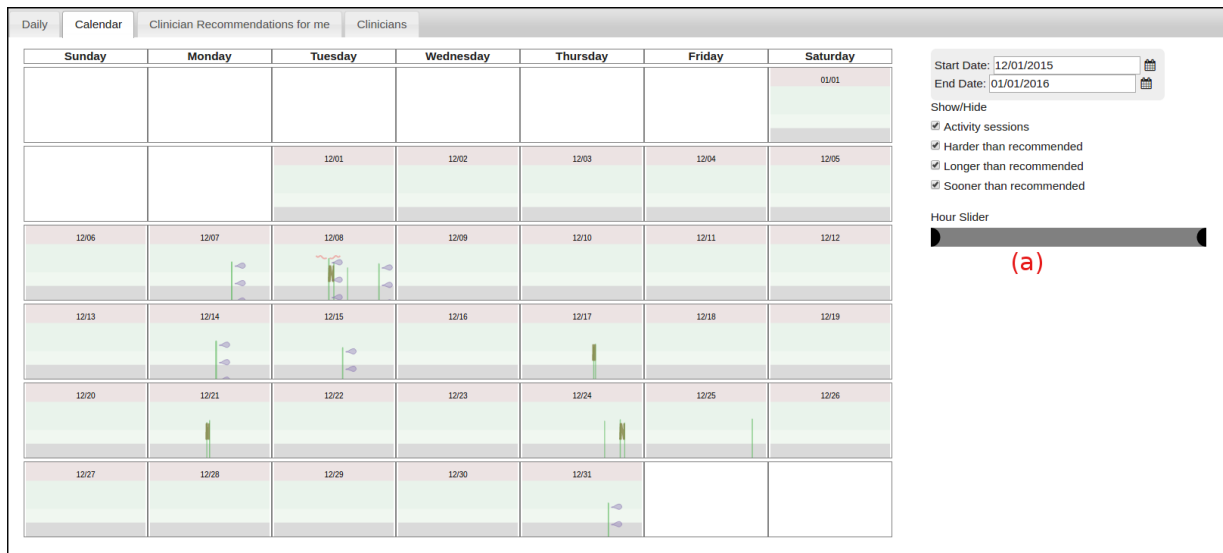 Daily Calendar Clinician Recommendations for me Clinicians
Sunday Monday Tuesday Wednesday Thursday Friday Saturday
01/01
12/01 12/02 12/03 12/04 12/05
12/06 12/07 12/08 12/09 12/10 12/11 12/12
12/13 12/14 12/15 12/16 12/17 12/18 12/19
12/20 12/21 12/22 12/23 12/24 12/25 12/26
12/27 12/28 12/29 12/30 12/31
Start Date: 12/01/2015
End Date: 01/01/2016
Show/Hide
Activity sessions
Harder than recommended
Longer than recommended
Sooner than recommended
Hour Slider
(a)